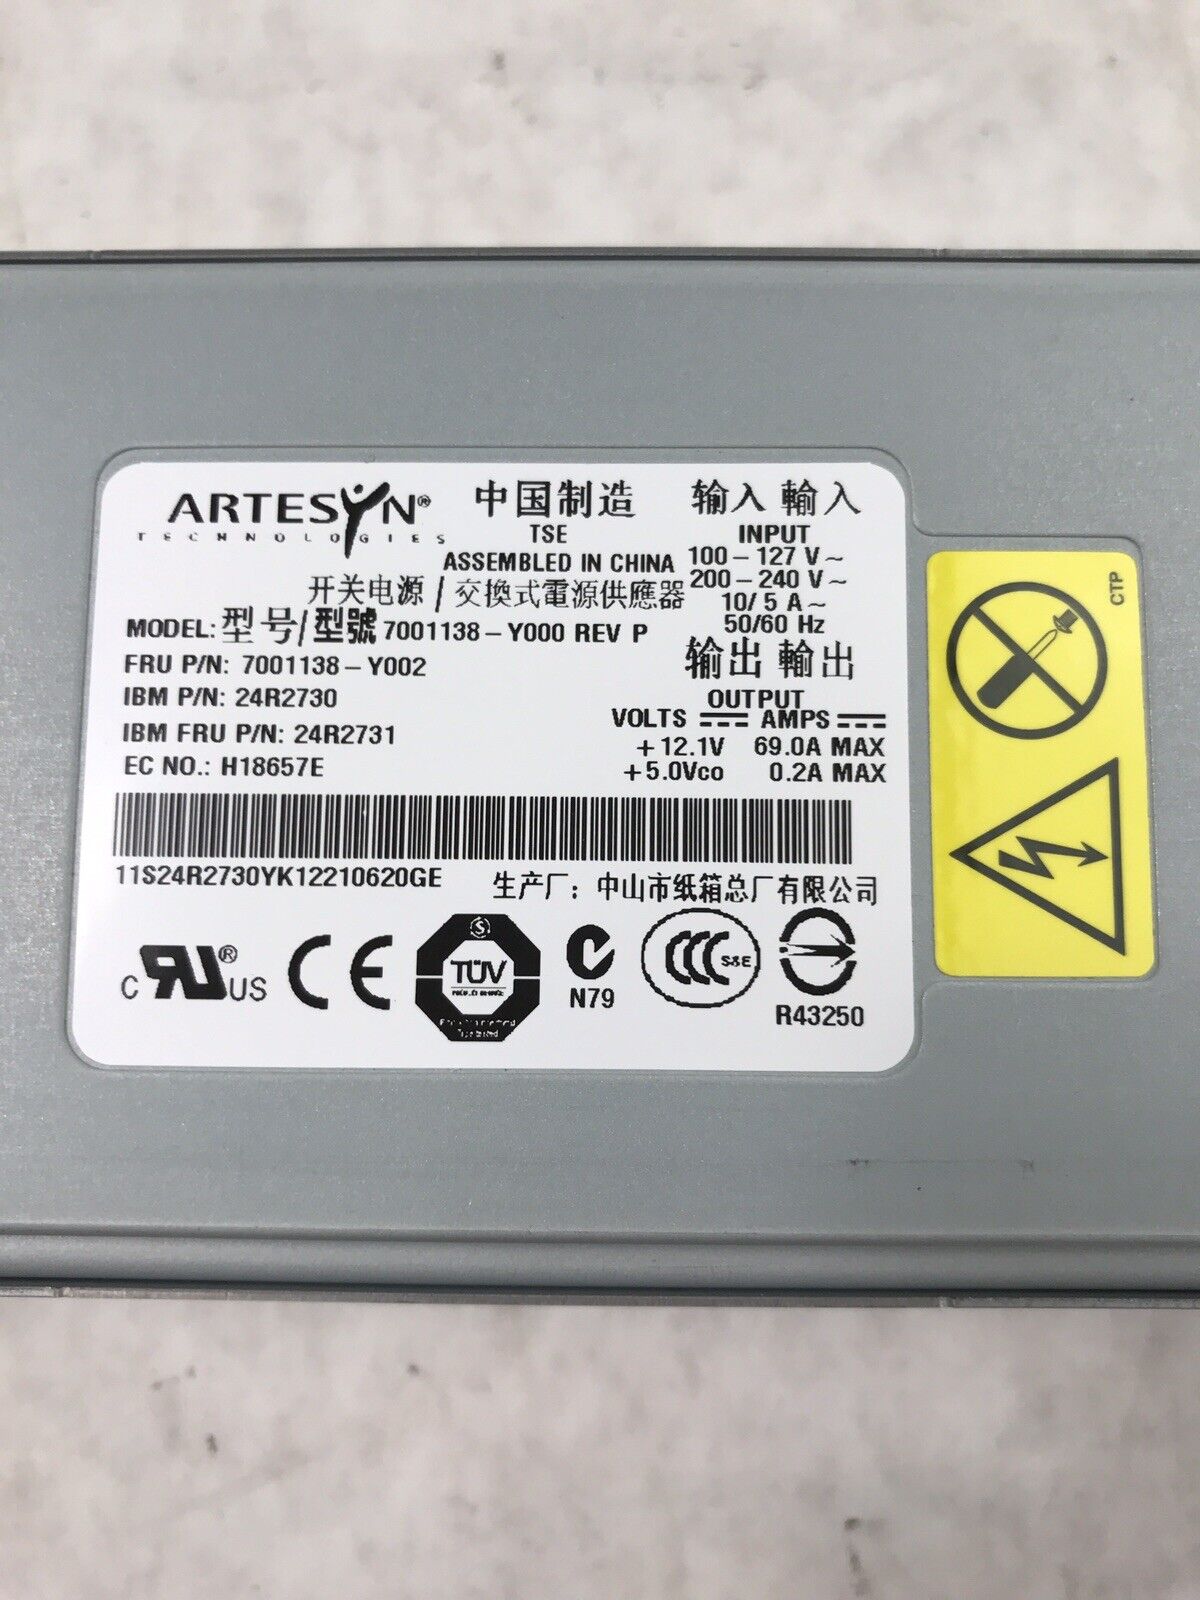 ARTESYN®
TECHNOLOGIES
中国制造
TSE
ASSEMBLED IN CHINA
开关电源 / 交換式電源供應器
MODEL: 型号/型號 7001138-Y000 REV P
FRU P/N: 7001138-Y002
IBM P/N: 24R2730
IBM FRU P/N: 24R2731
EC NO.: H18657E
输入 輸入
INPUT
100-127 V~
200-240 V~
10/ 5 A~
50/60 Hz
输出 輸出
OUTPUT
VOLTS AMPS
+12.1V 69.0A MAX
+5.0Vco 0.2A MAX
11S24R2730YK12210620GE
生产厂: 中山市纸箱总厂有限公司
C RU® US
CE
S
TÜV
N79
CCC S&E
R43250
CTP